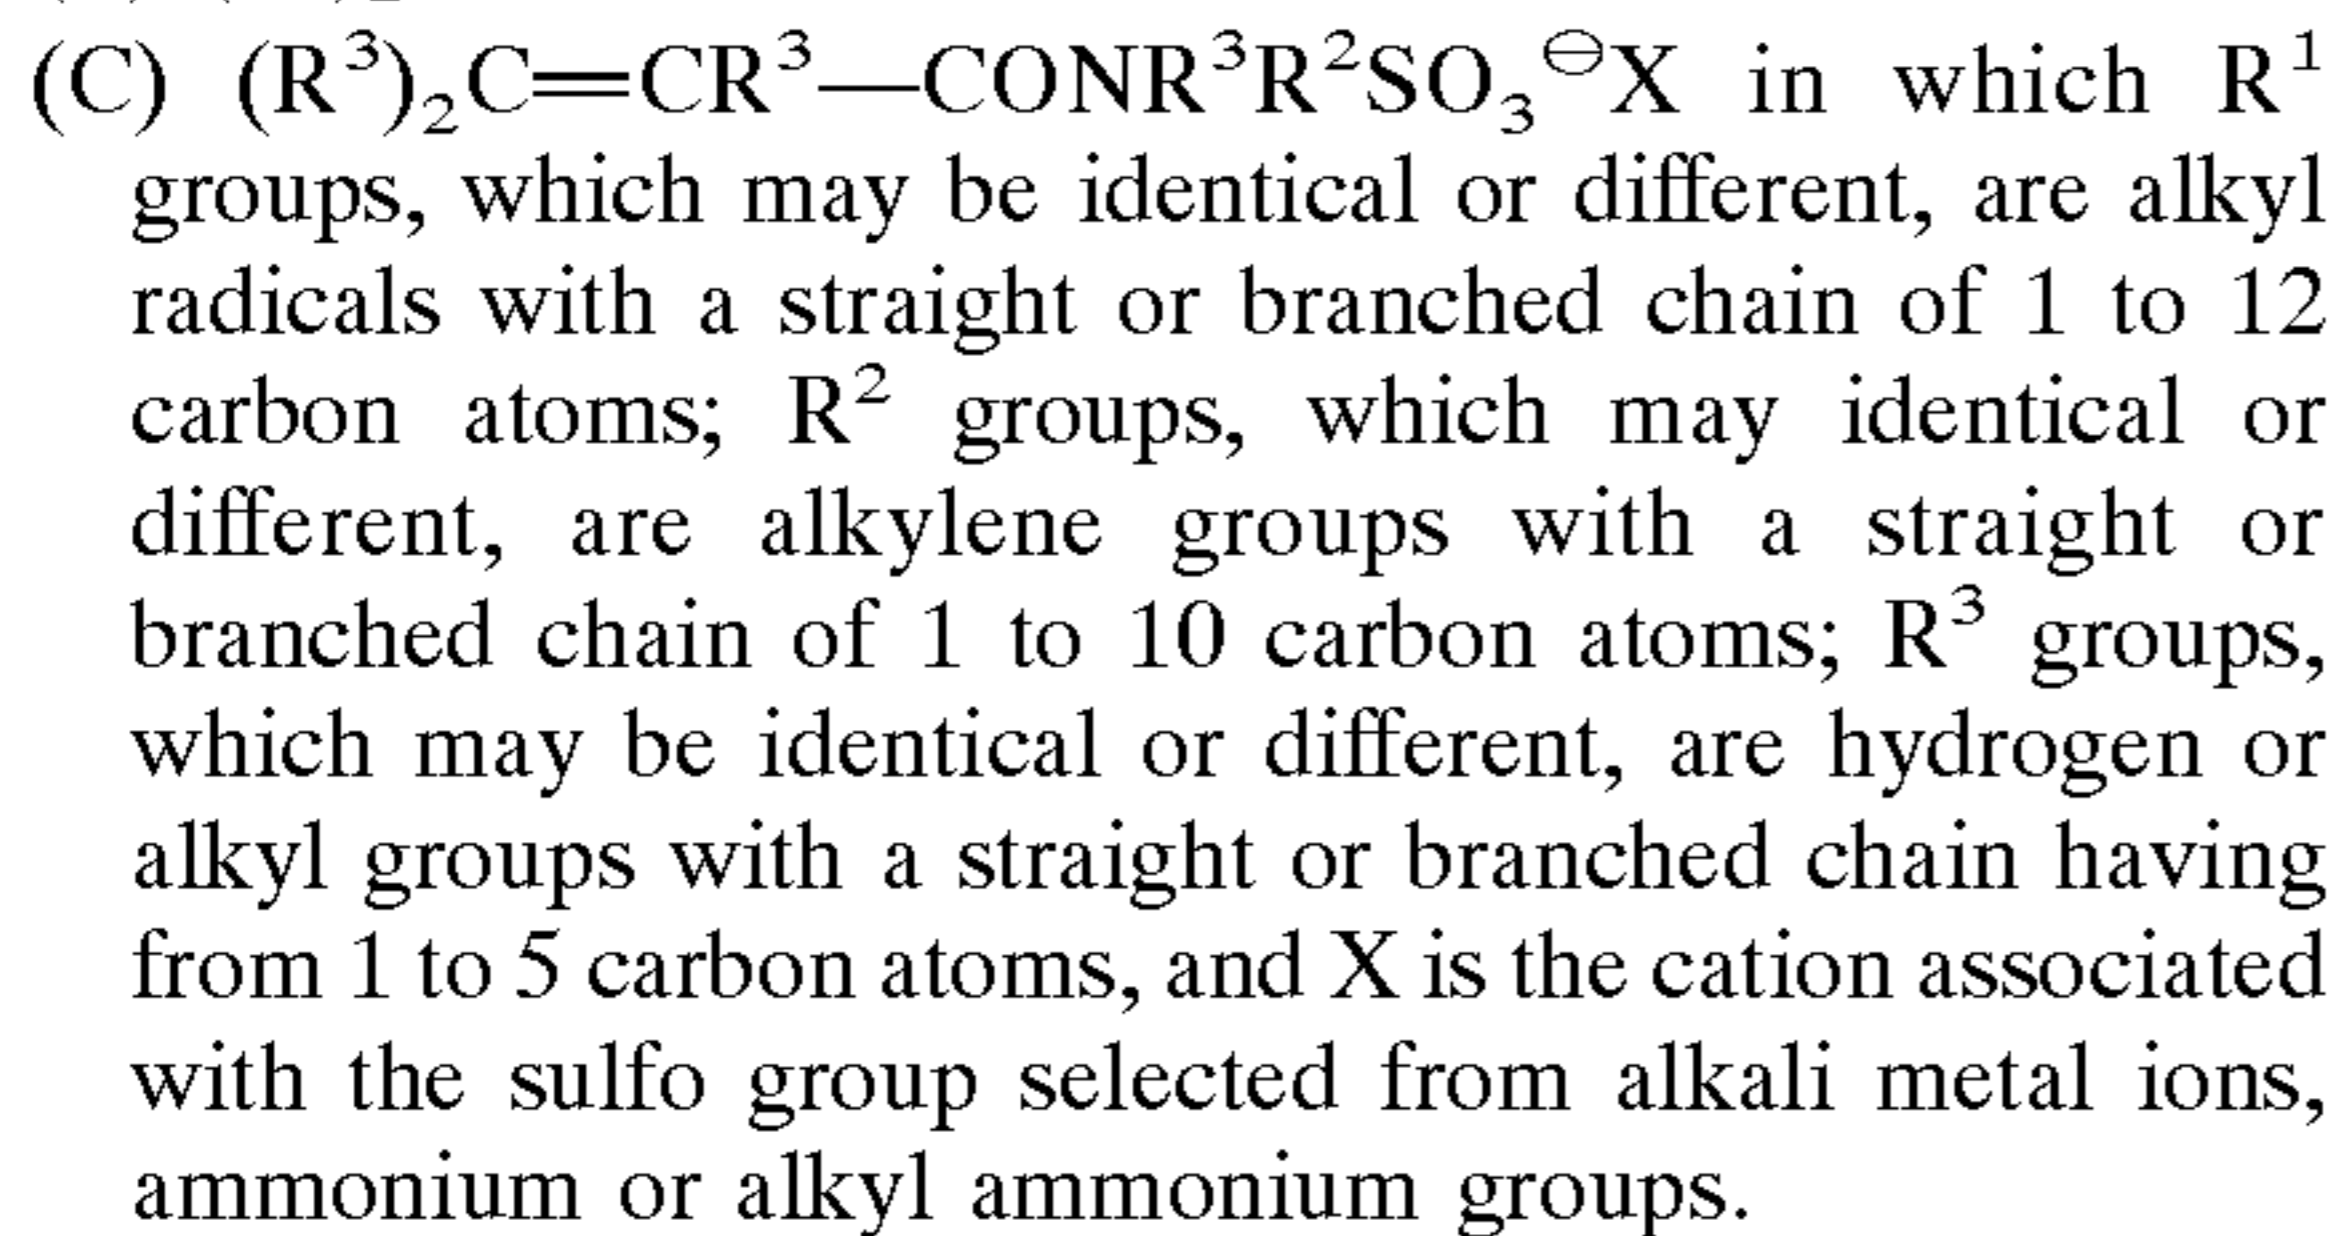 (C) (R³)₂C=CR³—CONR³R²SO₃⊖X in which R¹
groups, which may be identical or different, are alkyl
radicals with a straight or branched chain of 1 to 12
carbon atoms; R² groups, which may identical or
different, are alkylene groups with a straight or
branched chain of 1 to 10 carbon atoms; R³ groups,
which may be identical or different, are hydrogen or
alkyl groups with a straight or branched chain having
from 1 to 5 carbon atoms, and X is the cation associated
with the sulfo group selected from alkali metal ions,
ammonium or alkyl ammonium groups.